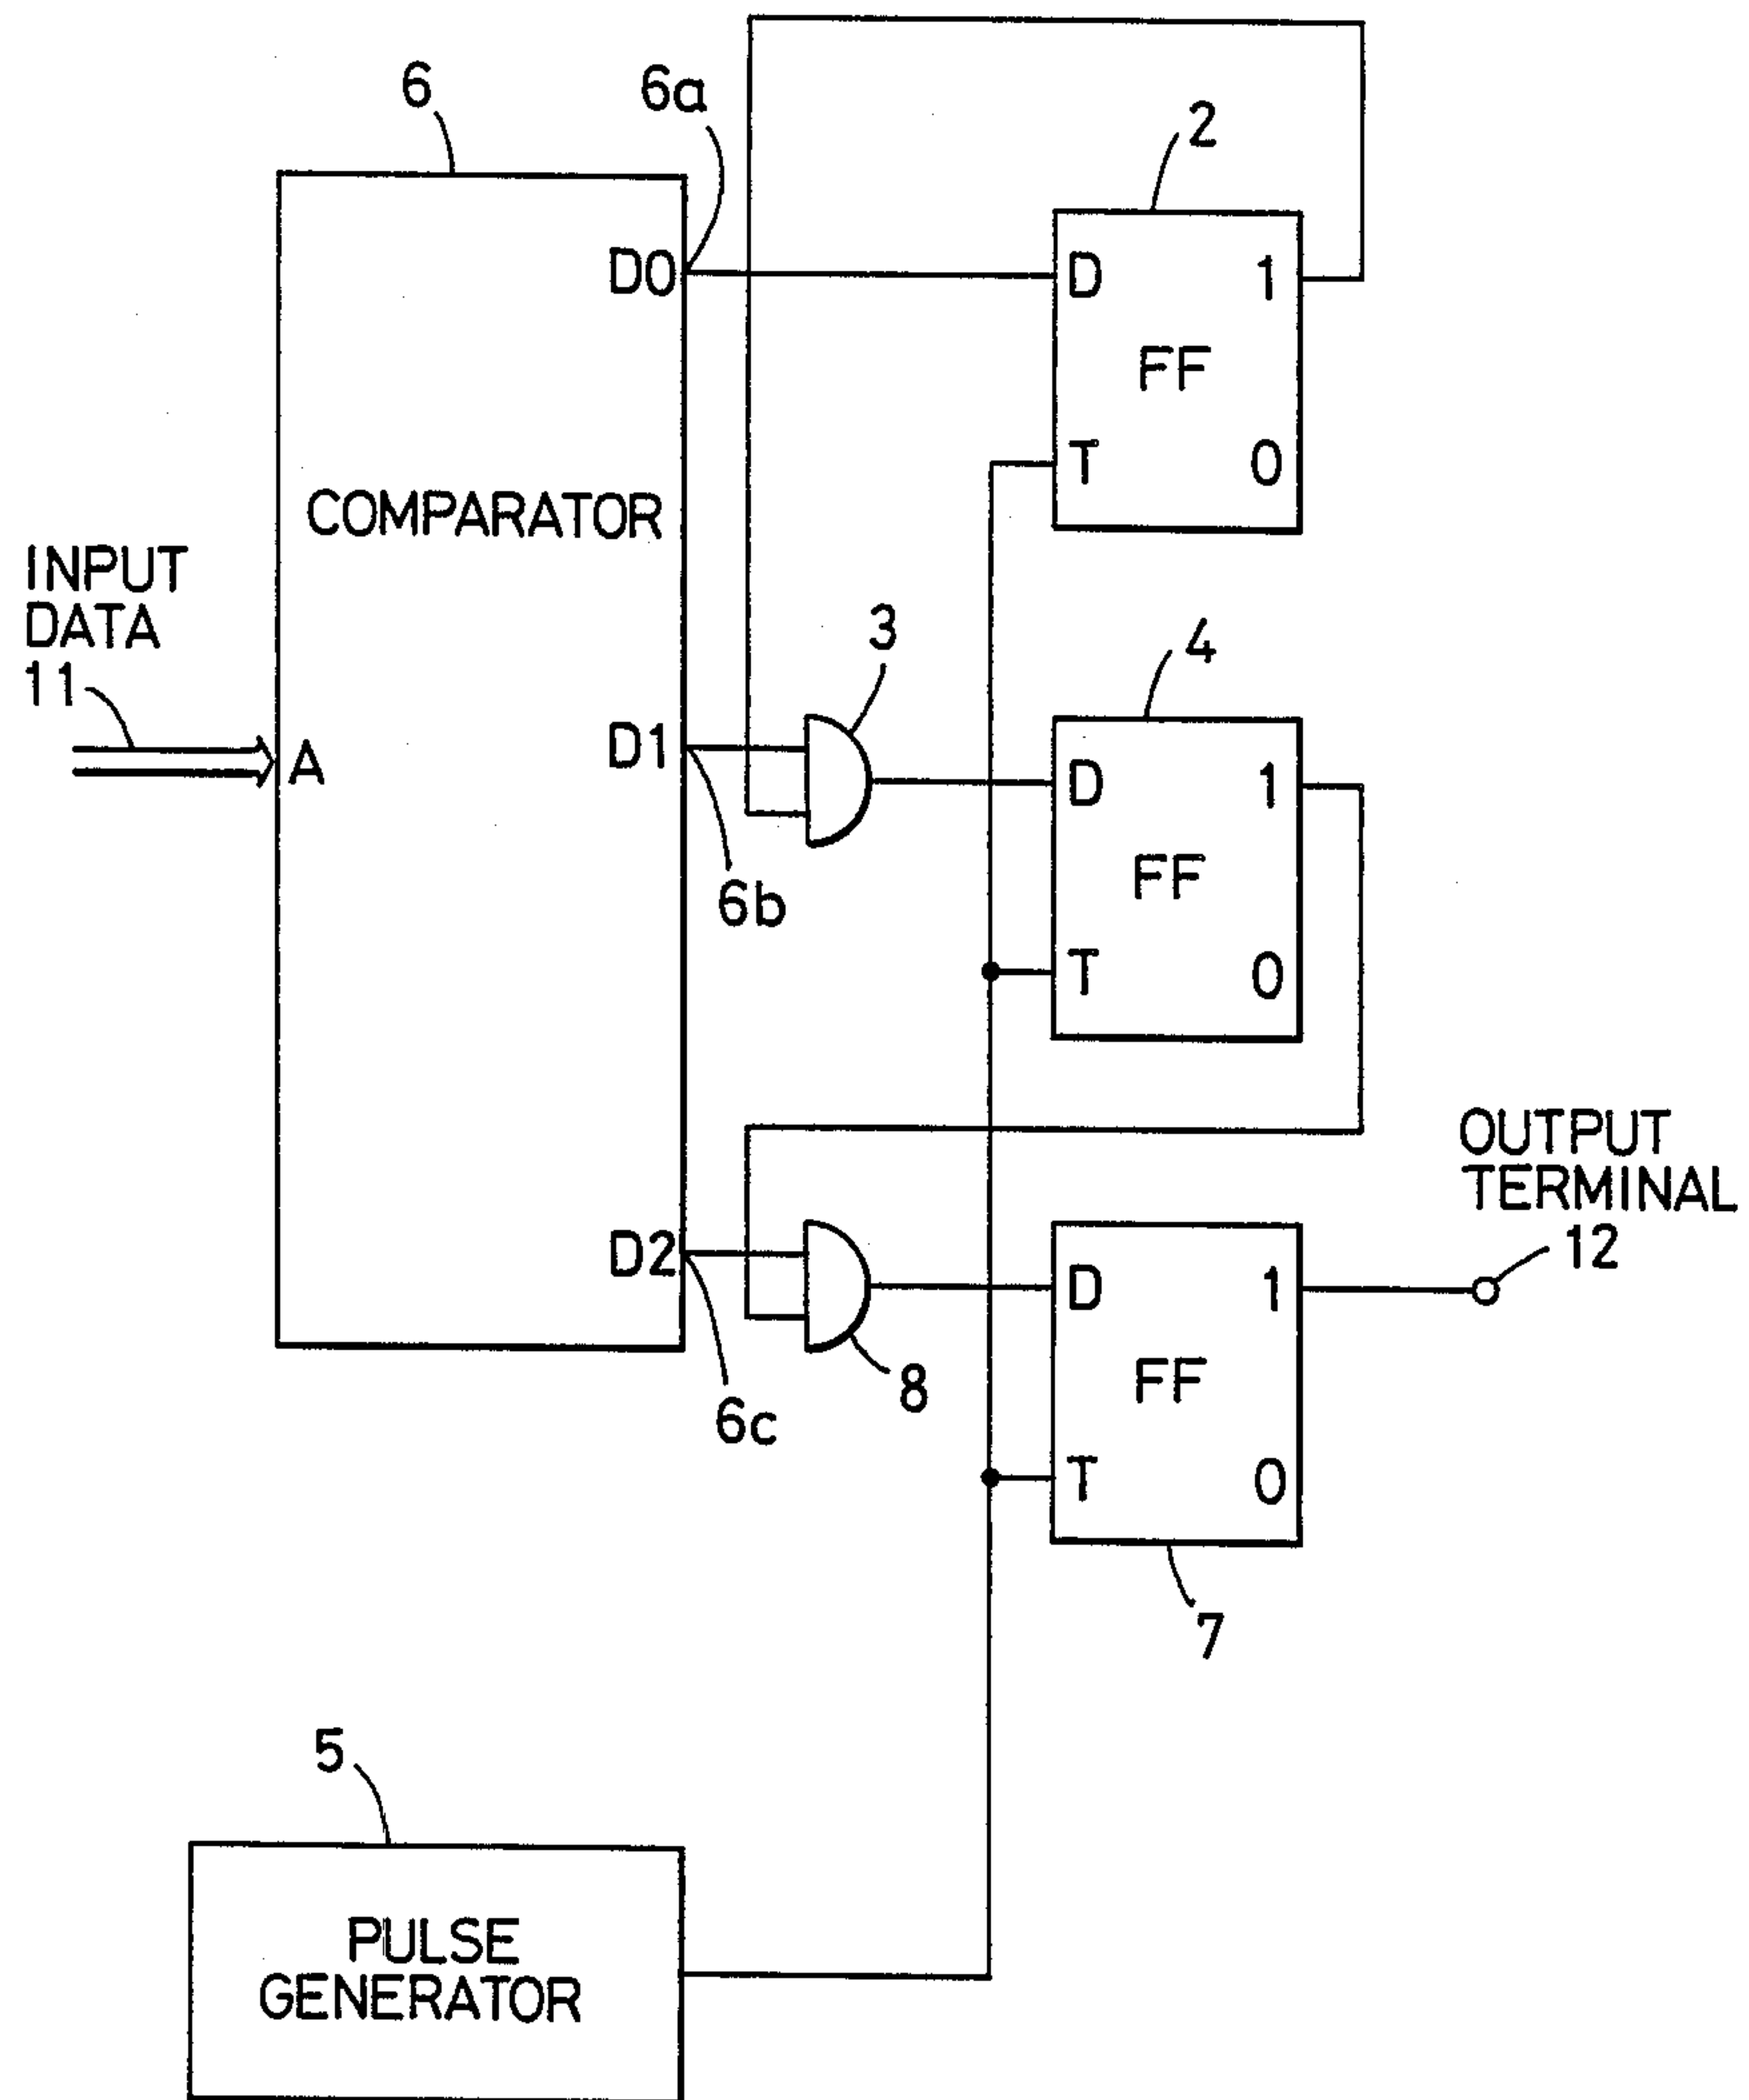 6
6a
2
D0
D
1
FF
T
0
COMPARATOR
INPUT
DATA
11
A
3
4
D1
D
1
6b
FF
T
0
OUTPUT
TERMINAL
12
D2
D
1
6c
8
FF
T
0
7
5
PULSE
GENERATOR